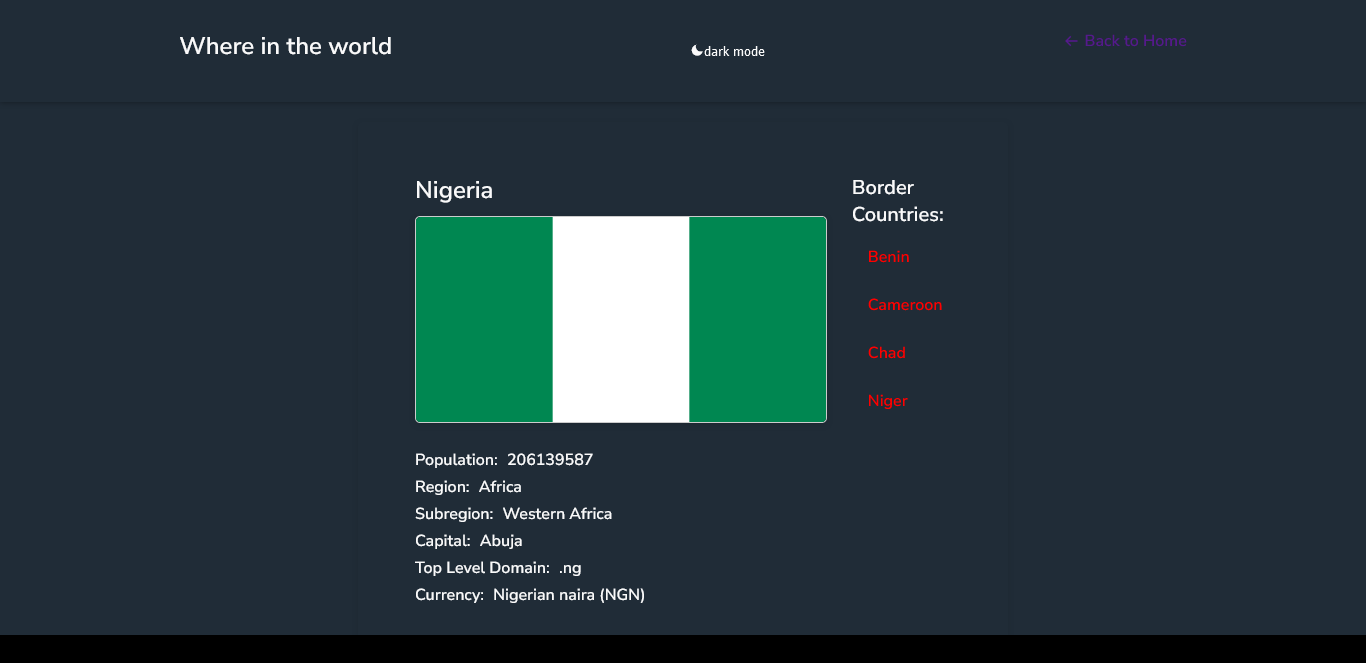 Where in the world
dark mode
← Back to Home
Nigeria
Border
Countries:
Benin
Cameroon
Chad
Niger
Population: 206139587
Region: Africa
Subregion: Western Africa
Capital: Abuja
Top Level Domain: .ng
Currency: Nigerian naira (NGN)